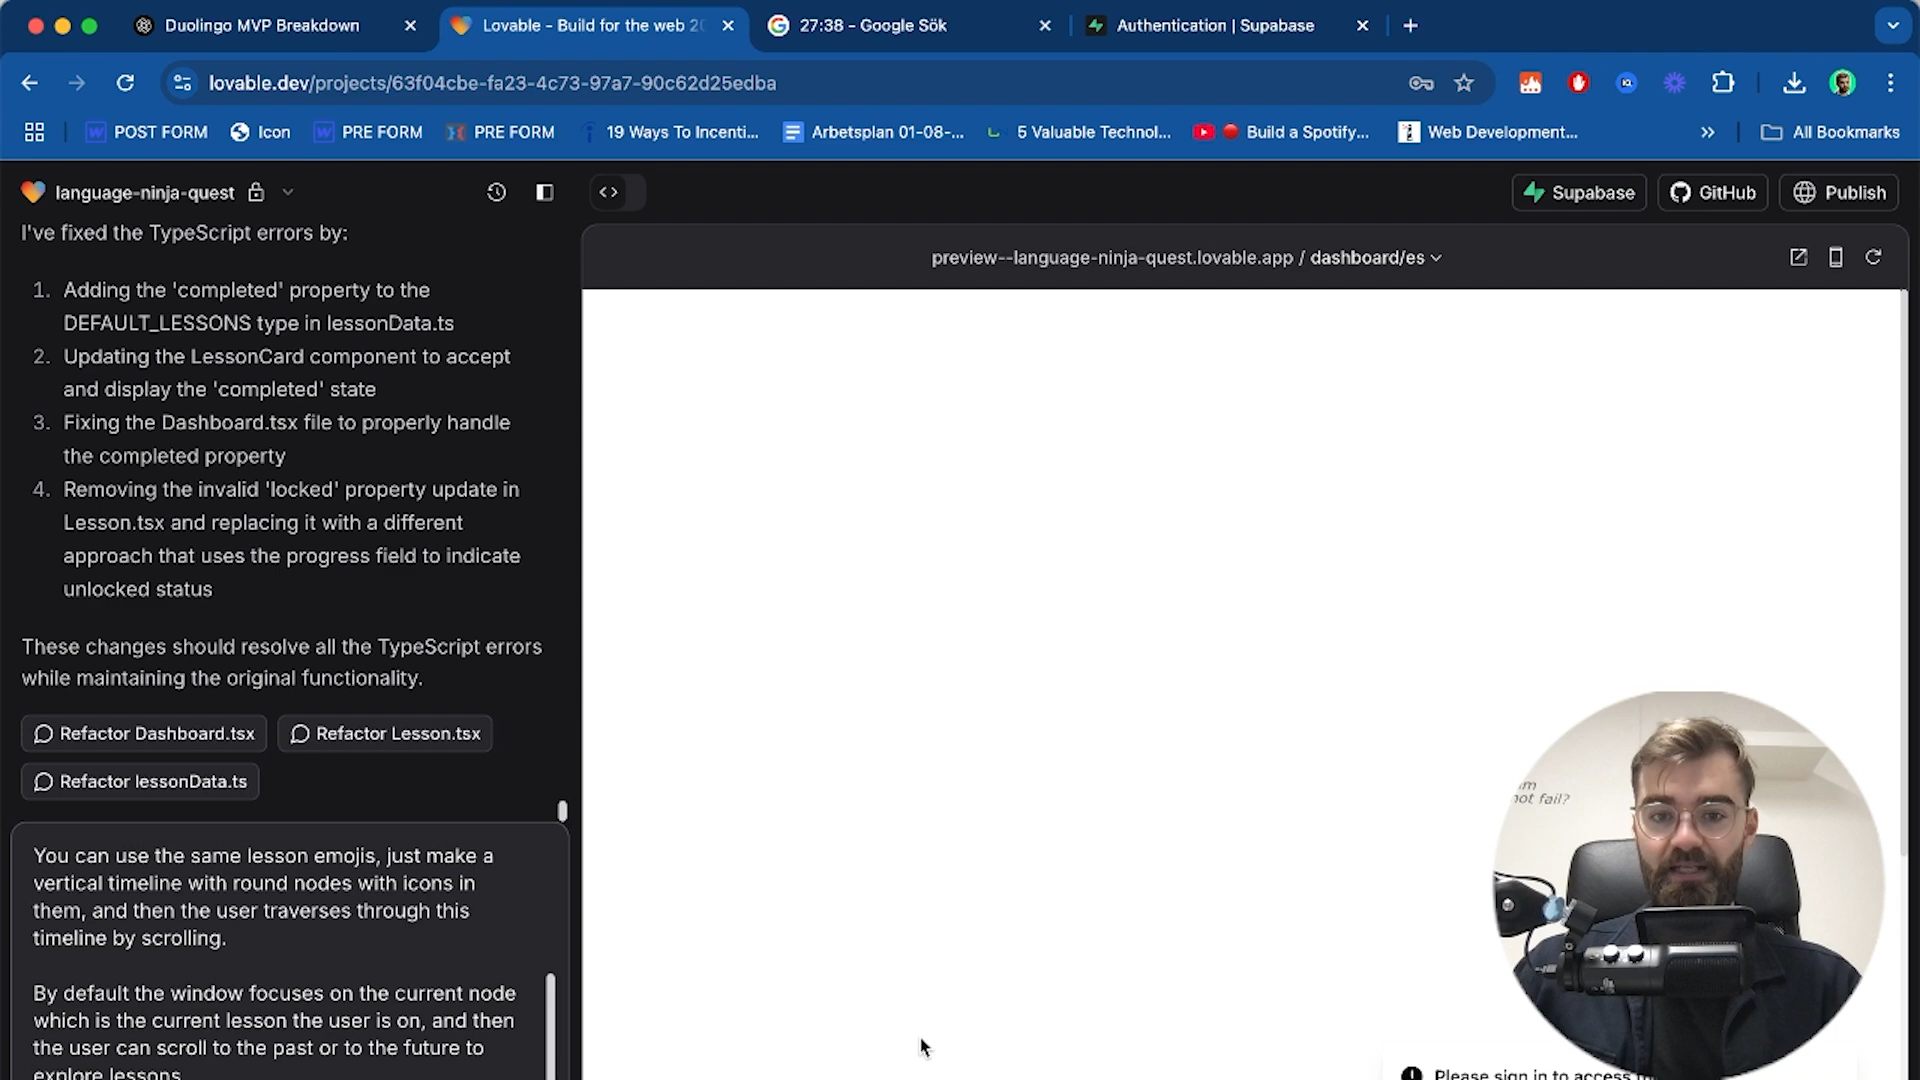 Duolingo MVP Breakdown
Lovable - Build for the web 20
27:38 - Google Sök
Authentication | Supabase
lovable.dev/projects/63f04cbe-fa23-4c73-97a7-90c62d25edba
POST FORM
Icon
PRE FORM
PRE FORM
19 Ways To Incenti...
Arbetsplan 01-08-...
5 Valuable Technol...
Build a Spotify...
Web Development...
All Bookmarks
language-ninja-quest
Supabase
GitHub
Publish
I've fixed the TypeScript errors by:
preview--language-ninja-quest.lovable.app / dashboard/es
1. Adding the 'completed' property to the
DEFAULT_LESSONS type in lessonData.ts
2. Updating the LessonCard component to accept
and display the 'completed' state
3. Fixing the Dashboard.tsx file to properly handle
the completed property
4. Removing the invalid 'locked' property update in
Lesson.tsx and replacing it with a different
approach that uses the progress field to indicate
unlocked status
These changes should resolve all the TypeScript errors
while maintaining the original functionality.
Refactor Dashboard.tsx
Refactor Lesson.tsx
Refactor lessonData.ts
You can use the same lesson emojis, just make a
vertical timeline with round nodes with icons in
them, and then the user traverses through this
timeline by scrolling.
By default the window focuses on the current node
which is the current lesson the user is on, and then
the user can scroll to the past or to the future to
explore lessons
not fail?
Please sign in to access